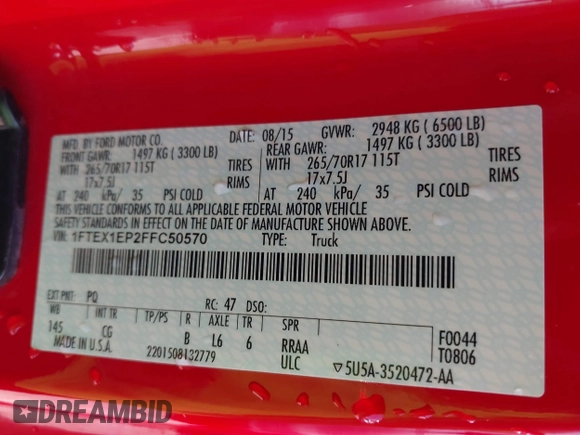 MFD. BY FORD MOTOR CO.
DATE: 08/15 GVWR: 2948 KG ( 6500 LB)
FRONT GAWR: 1497 KG ( 3300 LB) REAR GAWR: 1497 KG ( 3300 LB)
WITH 265/70R17 115T TIRES WITH 265/70R17 115T TIRES
17x7.5J RIMS 17x7.5J RIMS
AT 240 kPa/ 35 PSI COLD AT 240 kPa/ 35 PSI COLD
THIS VEHICLE CONFORMS TO ALL APPLICABLE FEDERAL MOTOR VEHICLE
SAFETY STANDARDS IN EFFECT ON THE DATE OF MANUFACTURE SHOWN ABOVE.
VIN: 1FTEX1EP2FFC50570 TYPE: Truck
EXT PNT: PQ RC: 47 DSO:
WB INT TR TP/PS R AXLE TR SPR
145 CG B L6 6 RRAA F0044
MADE IN U.S.A. 2201508132779 ULC T0806
▽5U5A-3520472-AA
DREAMBID